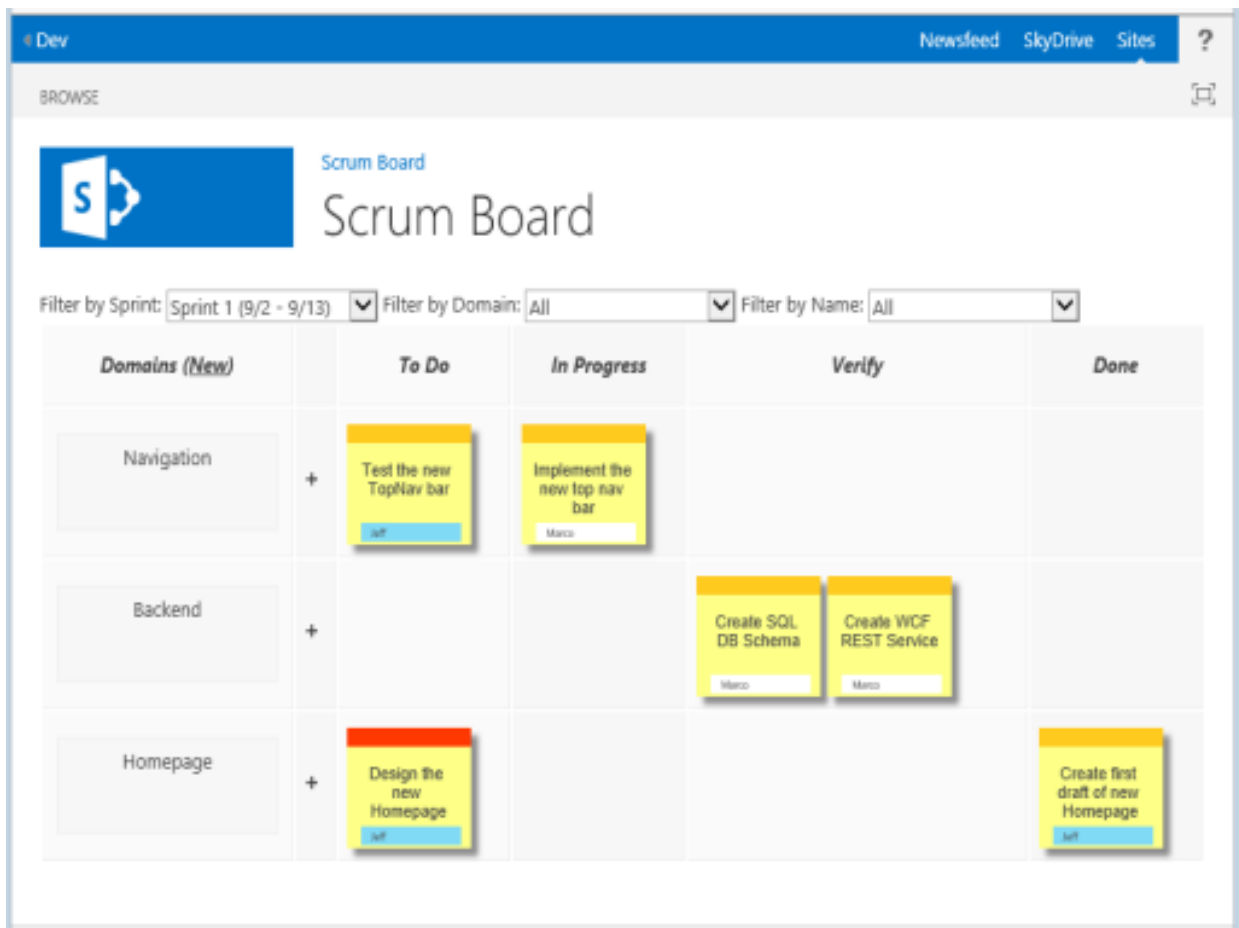 Dev Newsfeed SkyDrive Sites ?
BROWSE
S
Scrum Board
Scrum Board
Filter by Sprint: Sprint 1 (9/2 - 9/13) Filter by Domain: All Filter by Name: All
Domains (New) To Do In Progress Verify Done
Navigation
+
Test the new
TopNav bar
Jeff
Implement the
new top nav
bar
Marco
Backend
+
Create SQL
DB Schema
Marco
Create WCF
REST Service
Marco
Homepage
+
Design the
new
Homepage
Jeff
Create first
draft of new
Homepage
Jeff